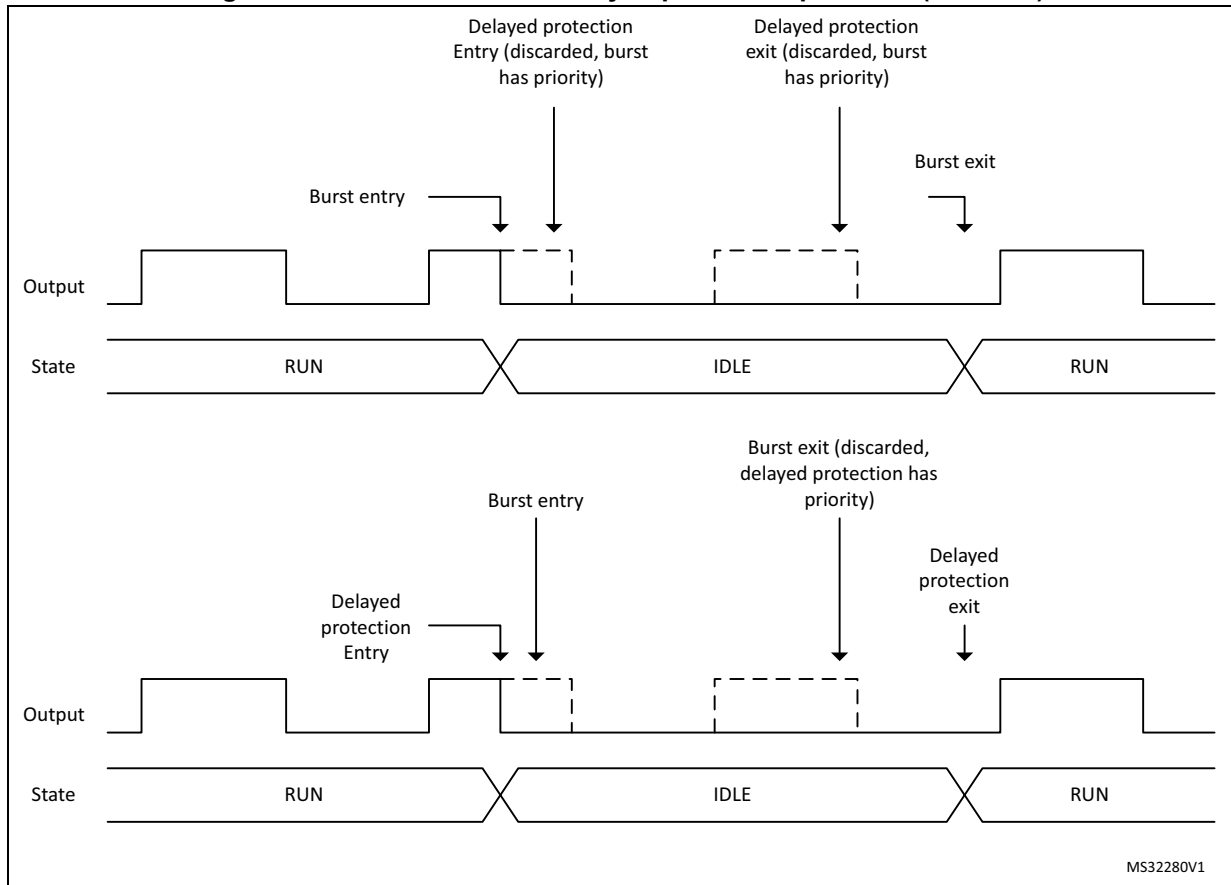 Delayed protection
Entry (discarded, burst
has priority)
Delayed protection
exit (discarded, burst
has priority)
Burst entry
Burst exit
Output
State
RUN
IDLE
RUN
Burst exit (discarded,
delayed protection has
priority)
Burst entry
Delayed
protection
Entry
Delayed
protection
exit
Output
State
RUN
IDLE
RUN
MS32280V1